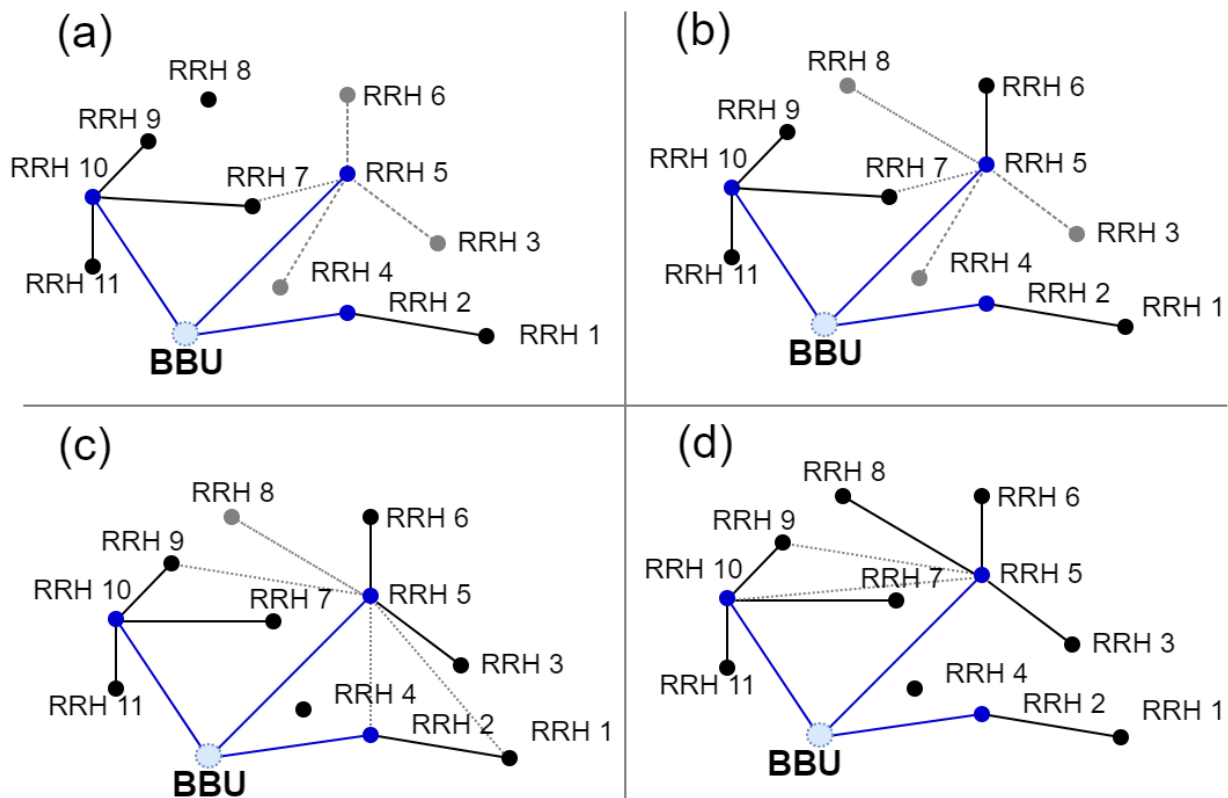 (a)
RRH 8
RRH 6
RRH 9
RRH 10
RRH 7
RRH 5
RRH 3
RRH 11
RRH 4
RRH 2
RRH 1
BBU
(b)
RRH 8
RRH 6
RRH 9
RRH 10
RRH 7
RRH 5
RRH 3
RRH 11
RRH 4
RRH 2
RRH 1
BBU
(c)
RRH 8
RRH 6
RRH 9
RRH 10
RRH 7
RRH 5
RRH 3
RRH 4
RRH 11
RRH 2
RRH 1
BBU
(d)
RRH 8
RRH 6
RRH 9
RRH 10
RRH 7
RRH 5
RRH 3
RRH 4
RRH 11
RRH 2
RRH 1
BBU